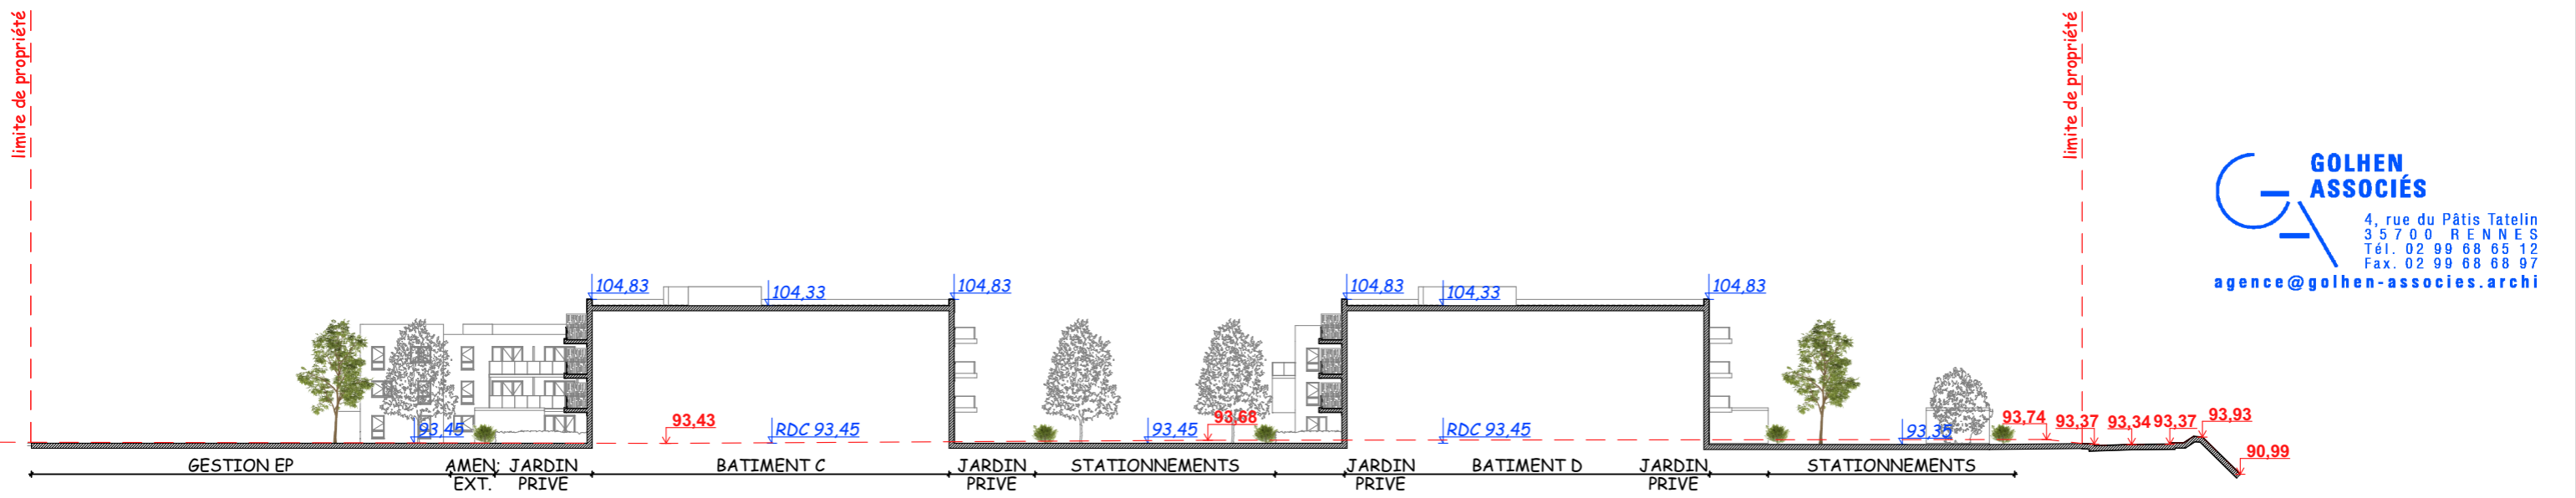 limite de propriété
limite de propriété
GOLHEN
ASSOCIÉS
4, rue du Pâtis Tatelin
35700 RENNES
Tél. 02 99 68 65 12
Fax. 02 99 68 68 97
agence@golhen-associes.archi
104,83
104,33
104,83
104,83
104,33
104,83
93,45
93,43
RDC 93,45
93,45
93,68
RDC 93,45
93,35
93,74
93,37
93,34
93,37
93,93
90,99
GESTION EP
AMEN;
EXT.
JARDIN
PRIVE
BATIMENT C
JARDIN
PRIVE
STATIONNEMENTS
JARDIN
PRIVE
BATIMENT D
JARDIN
PRIVE
STATIONNEMENTS